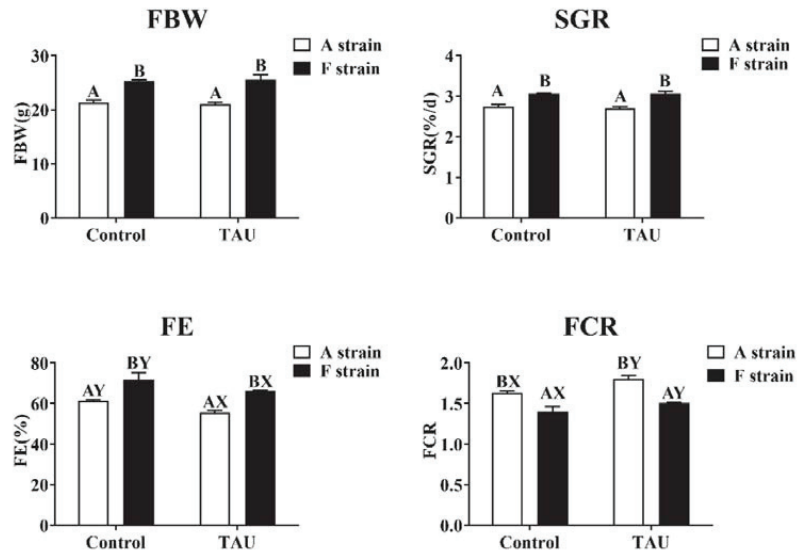 FBW
A strain
F strain
30
20
10
0
FBW(g)
A
B
A
B
Control
TAU
SGR
A strain
F strain
4
3
2
1
0
SGR(%/d)
A
B
A
B
Control
TAU
FE
A strain
F strain
80
60
40
20
0
FE(%)
AY
BY
AX
BX
Control
TAU
FCR
A strain
F strain
2.0
1.5
1.0
0.5
0.0
FCR
BX
AX
BY
AY
Control
TAU